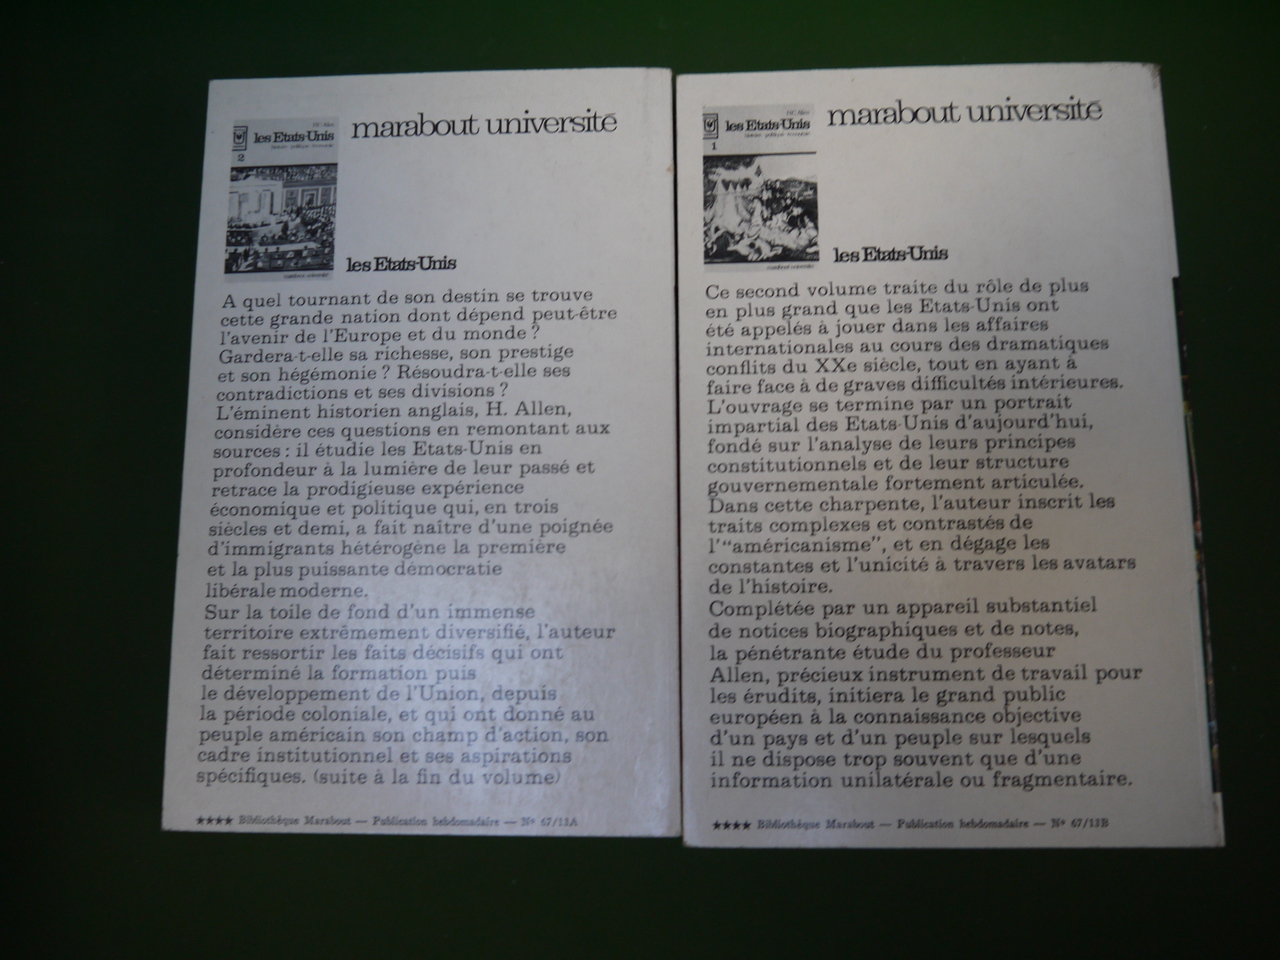 marabout université
les Etats-Unis
2
les Etats-Unis
A quel tournant de son destin se trouve
cette grande nation dont dépend peut-être
l'avenir de l'Europe et du monde ?
Gardera-t-elle sa richesse, son prestige
et son hégémonie ? Résoudra-t-elle ses
contradictions et ses divisions ?
L'éminent historien anglais, H. Allen,
considère ces questions en remontant aux
sources : il étudie les Etats-Unis en
profondeur à la lumière de leur passé et
retrace la prodigieuse expérience
économique et politique qui, en trois
siècles et demi, a fait naître d'une poignée
d'immigrants hétérogène la première
et la plus puissante démocratie
libérale moderne.
Sur la toile de fond d'un immense
territoire extrêmement diversifié, l'auteur
fait ressortir les faits décisifs qui ont
déterminé la formation puis
le développement de l'Union, depuis
la période coloniale, et qui ont donné au
peuple américain son champ d'action, son
cadre institutionnel et ses aspirations
spécifiques. (suite à la fin du volume)
★★★★ Bibliothèque Marabout — Publication hebdomadaire — N° 67/13A
marabout université
les Etats-Unis
1
les Etats-Unis
Ce second volume traite du rôle de plus
en plus grand que les Etats-Unis ont
été appelés à jouer dans les affaires
internationales au cours des dramatiques
conflits du XXe siècle, tout en ayant à
faire face à de graves difficultés intérieures.
L'ouvrage se termine par un portrait
impartial des Etats-Unis d'aujourd'hui,
fondé sur l'analyse de leurs principes
constitutionnels et de leur structure
gouvernementale fortement articulée.
Dans cette charpente, l'auteur inscrit les
traits complexes et contrastés de
l'"américanisme", et en dégage les
constantes et l'unicité à travers les avatars
de l'histoire.
Complétée par un appareil substantiel
de notices biographiques et de notes,
la pénétrante étude du professeur
Allen, précieux instrument de travail pour
les érudits, initiera le grand public
européen à la connaissance objective
d'un pays et d'un peuple sur lesquels
il ne dispose trop souvent que d'une
information unilatérale ou fragmentaire.
★★★★ Bibliothèque Marabout — Publication hebdomadaire — N° 67/13B